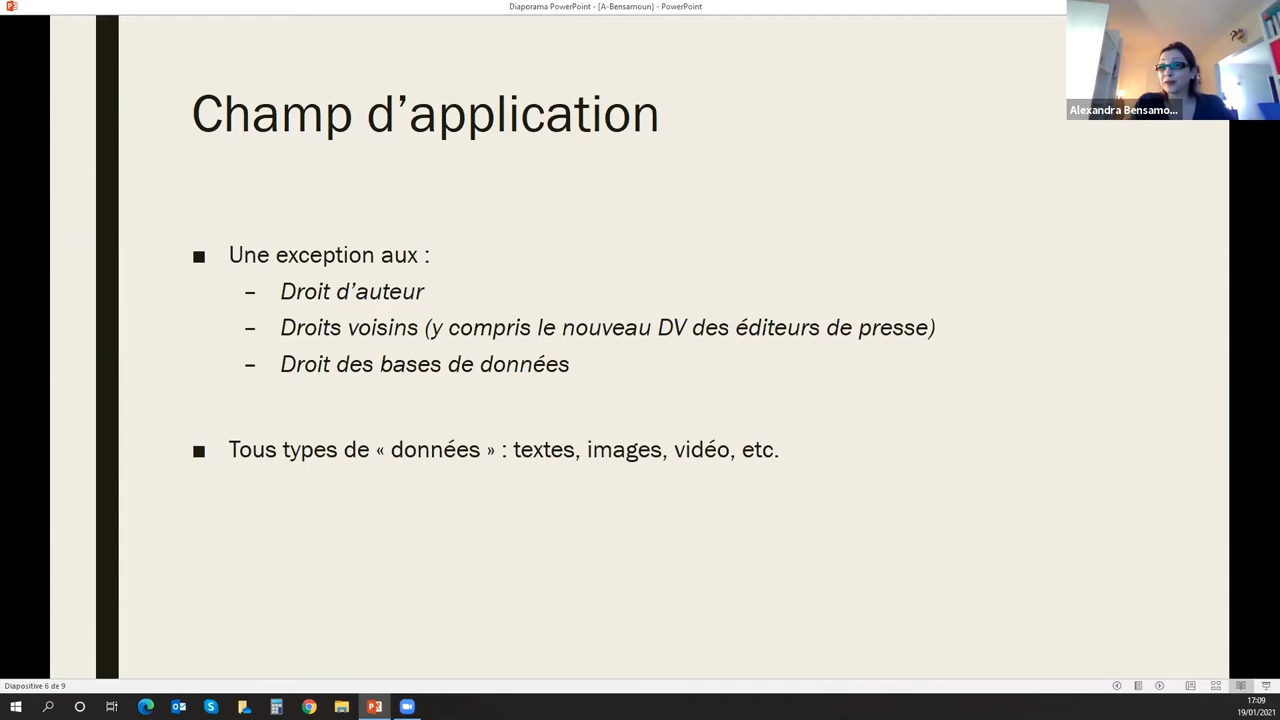 Diaporama PowerPoint - [A-Bensamoun] - PowerPoint
Alexandra Bensamo...
Champ d’application
■ Une exception aux :
– Droit d’auteur
– Droits voisins (y compris le nouveau DV des éditeurs de presse)
– Droit des bases de données
■ Tous types de « données » : textes, images, vidéo, etc.
Diapositive 6 de 9
17:09
19/01/2021